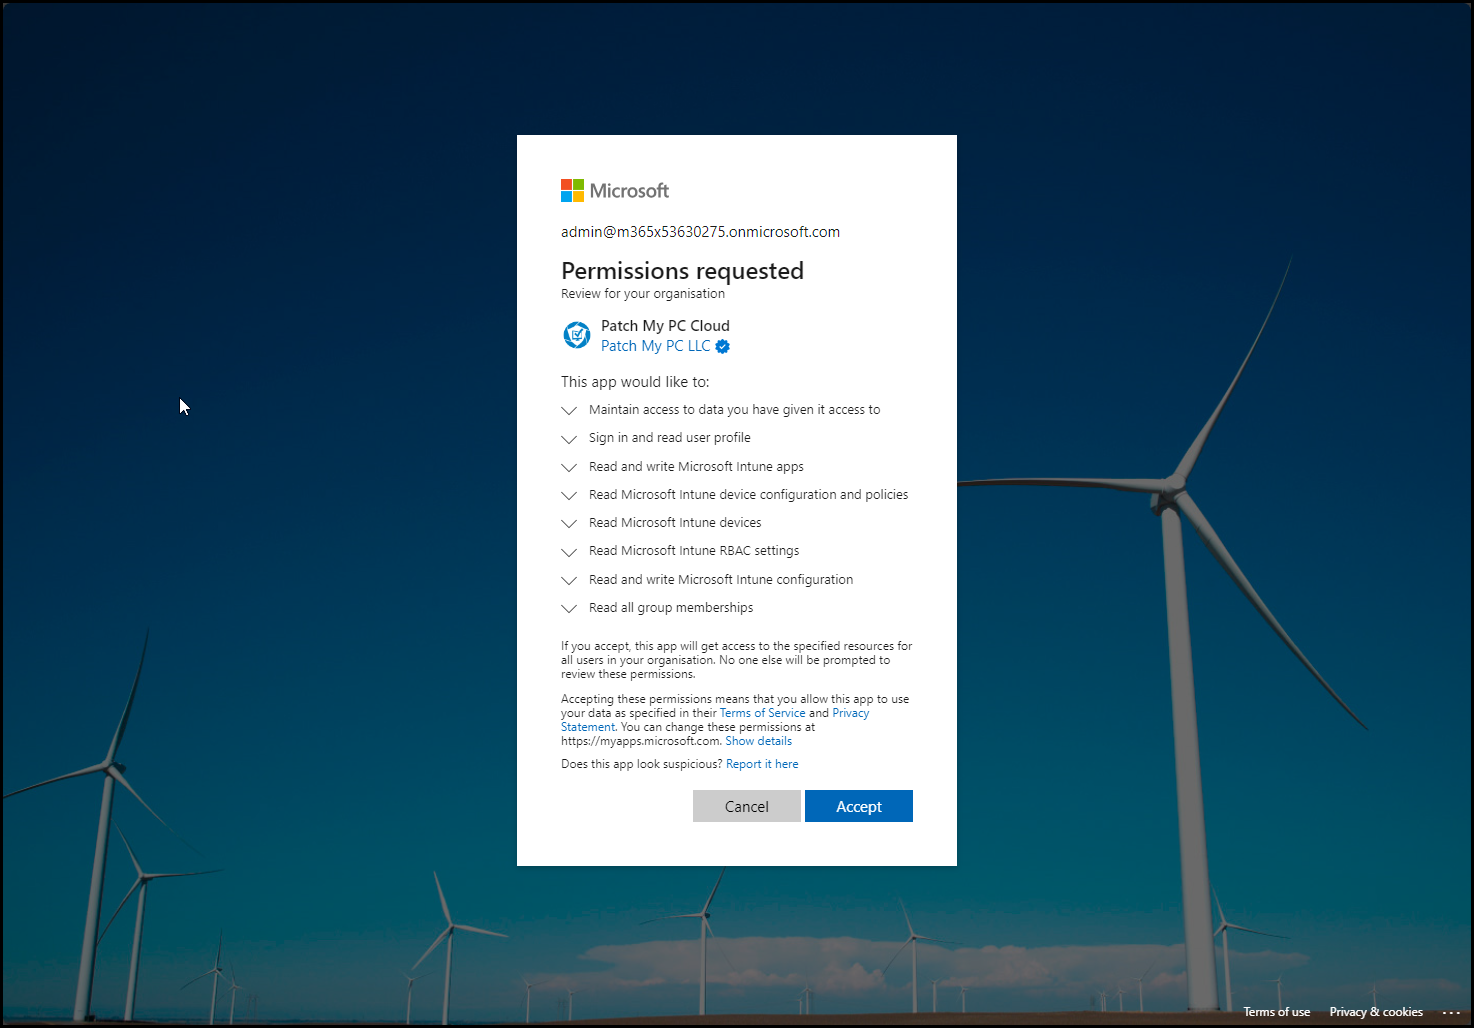 Microsoft
admin@m365x53630275.onmicrosoft.com
Permissions requested
Review for your organisation
Patch My PC Cloud
Patch My PC LLC
This app would like to:
Maintain access to data you have given it access to
Sign in and read user profile
Read and write Microsoft Intune apps
Read Microsoft Intune device configuration and policies
Read Microsoft Intune devices
Read Microsoft Intune RBAC settings
Read and write Microsoft Intune configuration
Read all group memberships
If you accept, this app will get access to the specified resources for
all users in your organisation. No one else will be prompted to
review these permissions.
Accepting these permissions means that you allow this app to use
your data as specified in their Terms of Service and Privacy
Statement. You can change these permissions at
https://myapps.microsoft.com. Show details
Does this app look suspicious? Report it here
Cancel Accept
Terms of use Privacy & cookies ...